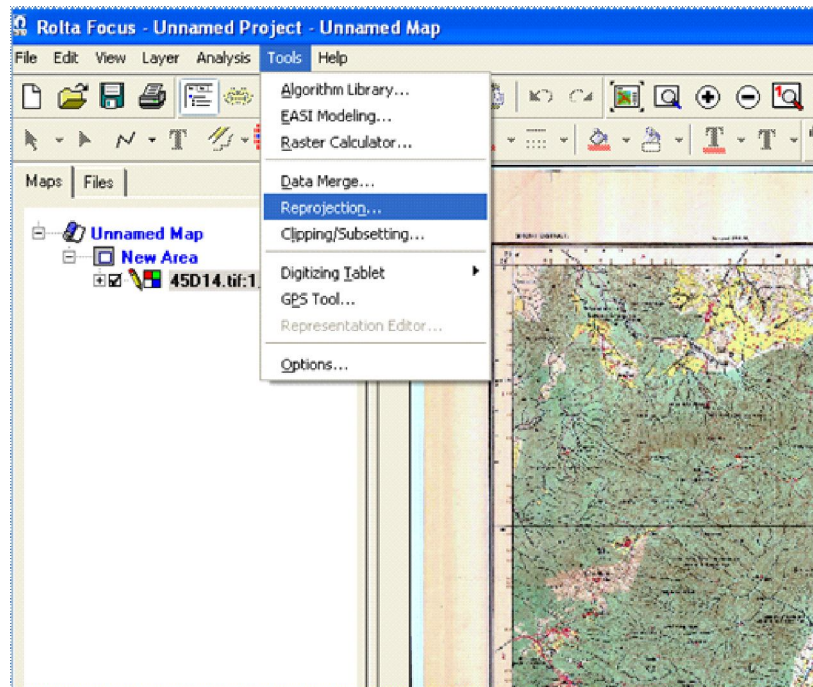 Rolta Focus - Unnamed Project - Unnamed Map
File Edit View Layer Analysis Tools Help
Algorithm Library...
EASI Modeling...
Raster Calculator...
Data Merge...
Reprojection...
Clipping/Subsetting...
Digitizing Tablet
GPS Tool...
Representation Editor...
Options...
Maps Files
Unnamed Map
New Area
45D14.tif:1